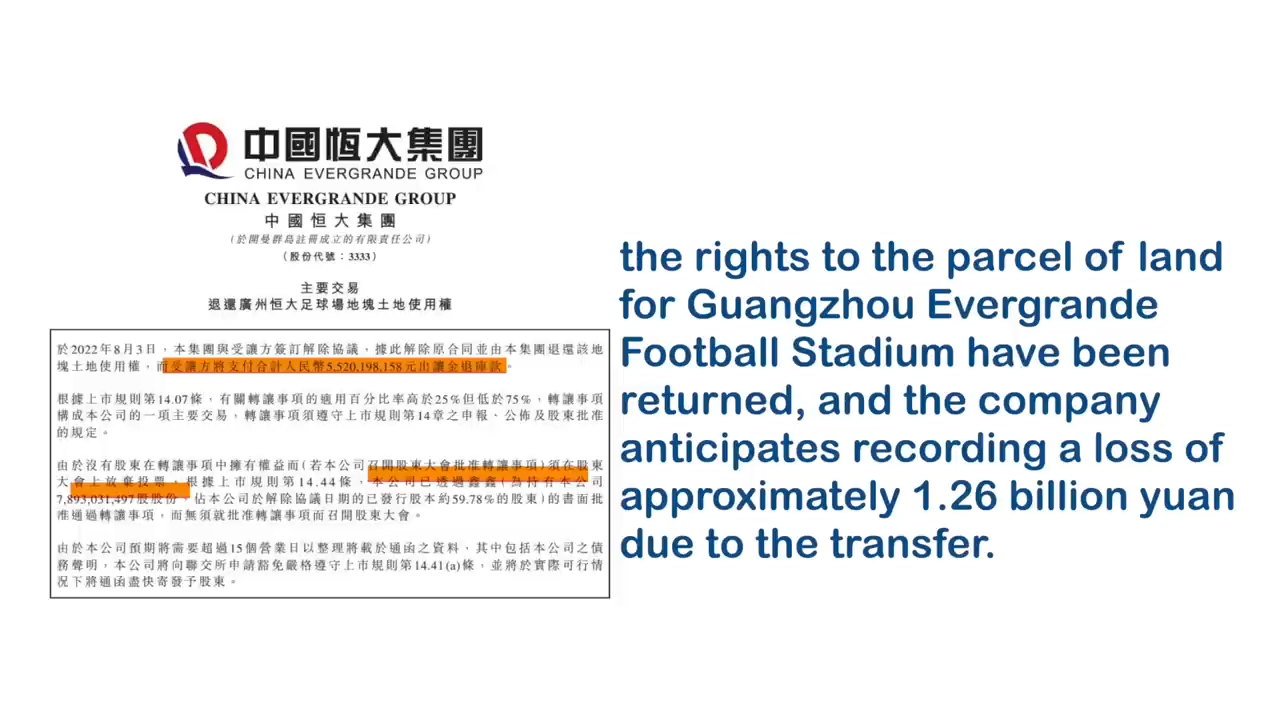 中國恆大集團
CHINA EVERGRANDE GROUP
CHINA EVERGRANDE GROUP
中國恒大集團
(於開曼群島註冊成立的有限責任公司)
(股份代號：3333)
主要交易
退還廣州恒大足球場地塊土地使用權
於2022年8月3日，本集團與受讓方簽訂解除協議，據此解除原合同並由本集團退還該地
塊土地使用權，而受讓方將支付合計人民幣5,520,198,158元出讓金退庫款。
根據上市規則第14.07條，有關轉讓事項的適用百分比率高於25%但低於75%，轉讓事項
構成本公司的一項主要交易，轉讓事項須遵守上市規則第14章之申報、公佈及股東批准
的規定。
由於沒有股東在轉讓事項中擁有權益而(若本公司召開股東大會批准轉讓事項)須在股東
大會上放棄投票，根據上市規則第14.44條，本公司已透過鑫鑫(為持有本公司
7,893,031,497股股份，佔本公司於解除協議日期的已發行股本約59.78%的股東)的書面批
准通過轉讓事項，而無須就批准轉讓事項而召開股東大會。
由於本公司預期將需要超過15個營業日以整理將載於通函之資料，其中包括本公司之債
務聲明，本公司將向聯交所申請豁免嚴格遵守上市規則第14.41(a)條，並將於實際可行情
況下將通函盡快寄發予股東。
the rights to the parcel of land
for Guangzhou Evergrande
Football Stadium have been
returned, and the company
anticipates recording a loss of
approximately 1.26 billion yuan
due to the transfer.